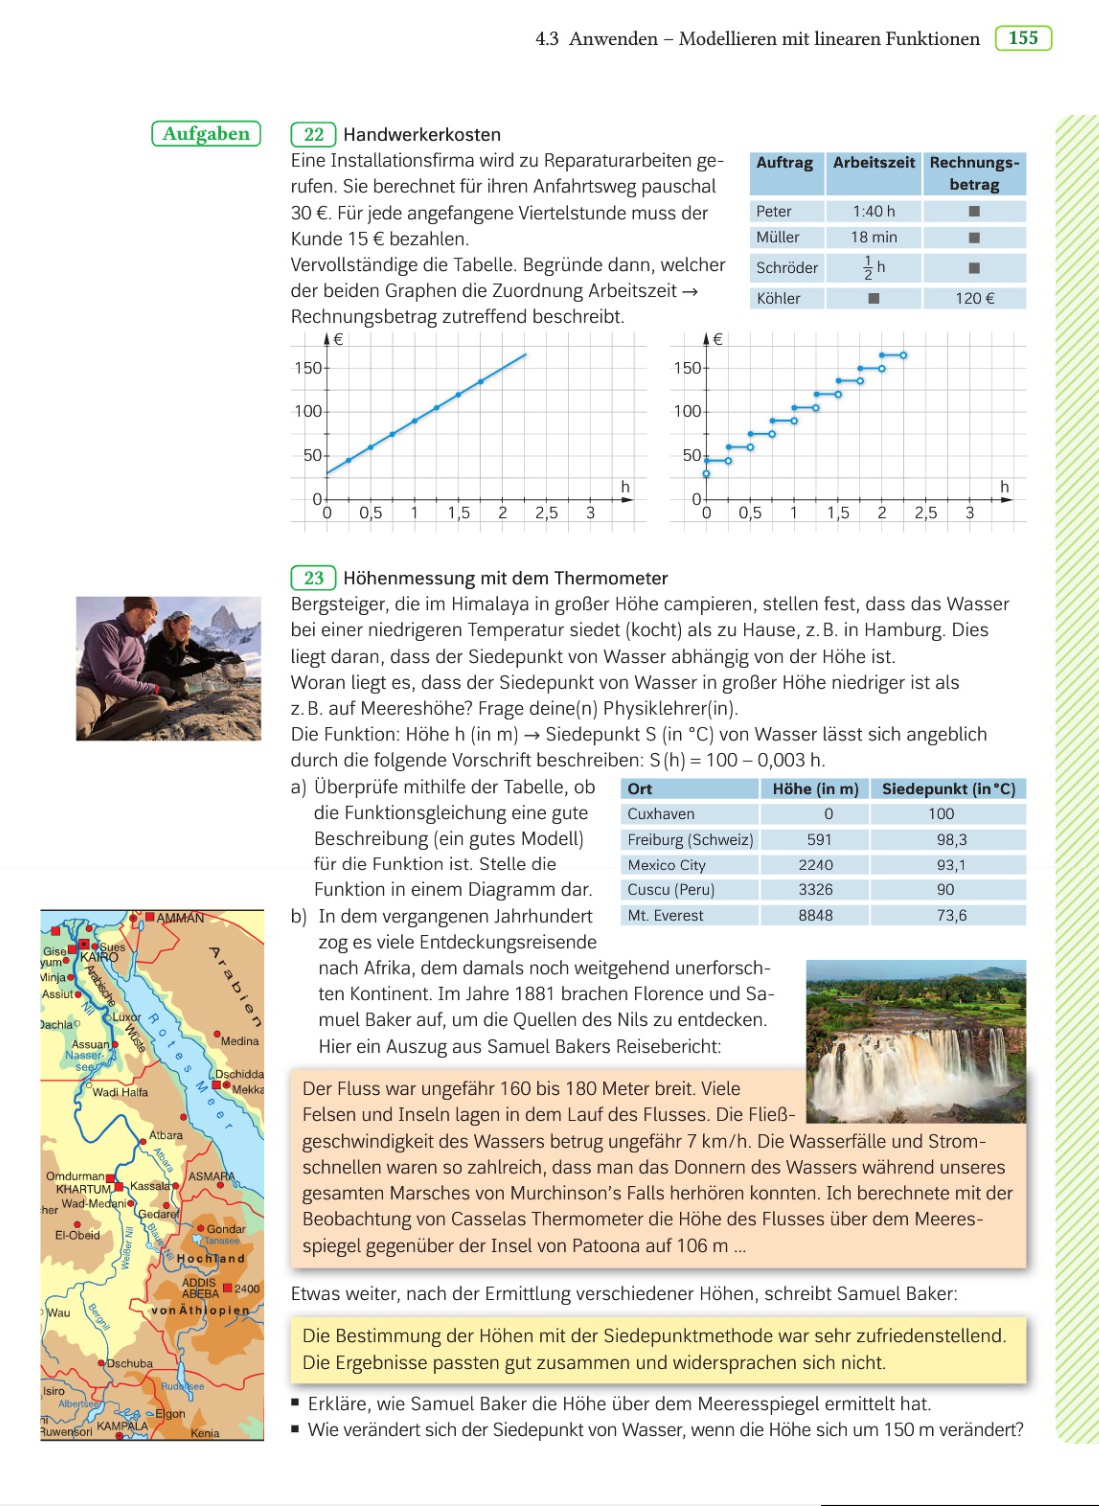 4.3 Anwenden – Modellieren mit linearen Funktionen 155
Aufgaben
22 Handwerkerkosten
Eine Installationsfirma wird zu Reparaturarbeiten ge-
rufen. Sie berechnet für ihren Anfahrtsweg pauschal
30 €. Für jede angefangene Viertelstunde muss der
Kunde 15 € bezahlen.
Vervollständige die Tabelle. Begründe dann, welcher
der beiden Graphen die Zuordnung Arbeitszeit →
Rechnungsbetrag zutreffend beschreibt.
Auftrag Arbeitszeit Rechnungs-
betrag
Peter 1:40 h ■
Müller 18 min ■
Schröder 1/2 h ■
Köhler ■ 120 €
€
150
100
50
0
h
0 0,5 1 1,5 2 2,5 3
€
150
100
50
0
h
0 0,5 1 1,5 2 2,5 3
23 Höhenmessung mit dem Thermometer
Bergsteiger, die im Himalaya in großer Höhe campieren, stellen fest, dass das Wasser
bei einer niedrigeren Temperatur siedet (kocht) als zu Hause, z. B. in Hamburg. Dies
liegt daran, dass der Siedepunkt von Wasser abhängig von der Höhe ist.
Woran liegt es, dass der Siedepunkt von Wasser in großer Höhe niedriger ist als
z. B. auf Meereshöhe? Frage deine(n) Physiklehrer(in).
Die Funktion: Höhe h (in m) → Siedepunkt S (in °C) von Wasser lässt sich angeblich
durch die folgende Vorschrift beschreiben: S (h) = 100 – 0,003 h.
a) Überprüfe mithilfe der Tabelle, ob
die Funktionsgleichung eine gute
Beschreibung (ein gutes Modell)
für die Funktion ist. Stelle die
Funktion in einem Diagramm dar.
Ort Höhe (in m) Siedepunkt (in °C)
Cuxhaven 0 100
Freiburg (Schweiz) 591 98,3
Mexico City 2240 93,1
Cuscu (Peru) 3326 90
Mt. Everest 8848 73,6
b) In dem vergangenen Jahrhundert
zog es viele Entdeckungsreisende
nach Afrika, dem damals noch weitgehend unerforsch-
ten Kontinent. Im Jahre 1881 brachen Florence und Sa-
muel Baker auf, um die Quellen des Nils zu entdecken.
Hier ein Auszug aus Samuel Bakers Reisebericht:
Der Fluss war ungefähr 160 bis 180 Meter breit. Viele
Felsen und Inseln lagen in dem Lauf des Flusses. Die Fließ-
geschwindigkeit des Wassers betrug ungefähr 7 km/h. Die Wasserfälle und Strom-
schnellen waren so zahlreich, dass man das Donnern des Wassers während unseres
gesamten Marsches von Murchinson's Falls herhören konnten. Ich berechnete mit der
Beobachtung von Casselas Thermometer die Höhe des Flusses über dem Meeres-
spiegel gegenüber der Insel von Patoona auf 106 m ...
Etwas weiter, nach der Ermittlung verschiedener Höhen, schreibt Samuel Baker:
Die Bestimmung der Höhen mit der Siedepunktmethode war sehr zufriedenstellend.
Die Ergebnisse passten gut zusammen und widersprachen sich nicht.
■ Erkläre, wie Samuel Baker die Höhe über dem Meeresspiegel ermittelt hat.
■ Wie verändert sich der Siedepunkt von Wasser, wenn die Höhe sich um 150 m verändert?
AMMAN
Sues
Gise
KAIRO
yum
Minja
Assiut
Arabische
Wüste
Arabien
Nil
Luxor
Dachla
Rotes Meer
Medina
Assuan
Nasser-
see
Dschidda
Mekka
Wadi Halfa
Atbara
Atbara
Omdurman
ASMARA
KHARTUM
Kassala
Wad-Medani
cher
Gedaref
El-Obeid
Gondar
Tanasee
Weißer Nil
Blauer Nil
Hochland
ADDIS
ABEBA
2400
von Äthiopien
Wau
Bergnil
Dschuba
Rudolfsee
Isiro
Albertsee
Elgon
ni
KAMPALA
Ruwensori
Kenia